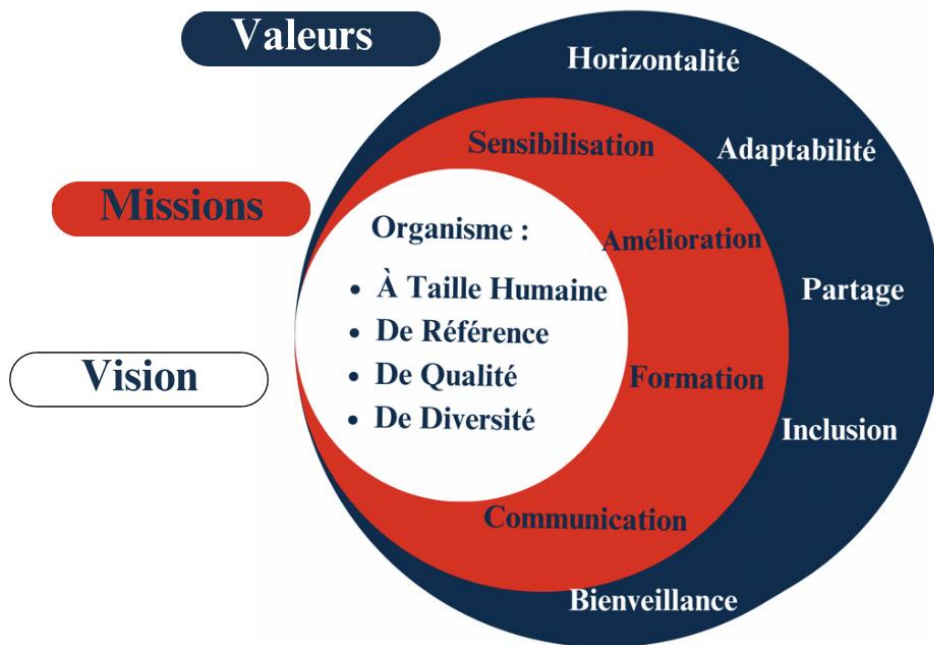 Valeurs
Horizontalité
Sensibilisation
Adaptabilité
Missions
Organisme :
Amélioration
• À Taille Humaine
Partage
• De Référence
Vision
• De Qualité
Formation
• De Diversité
Inclusion
Communication
Bienveillance